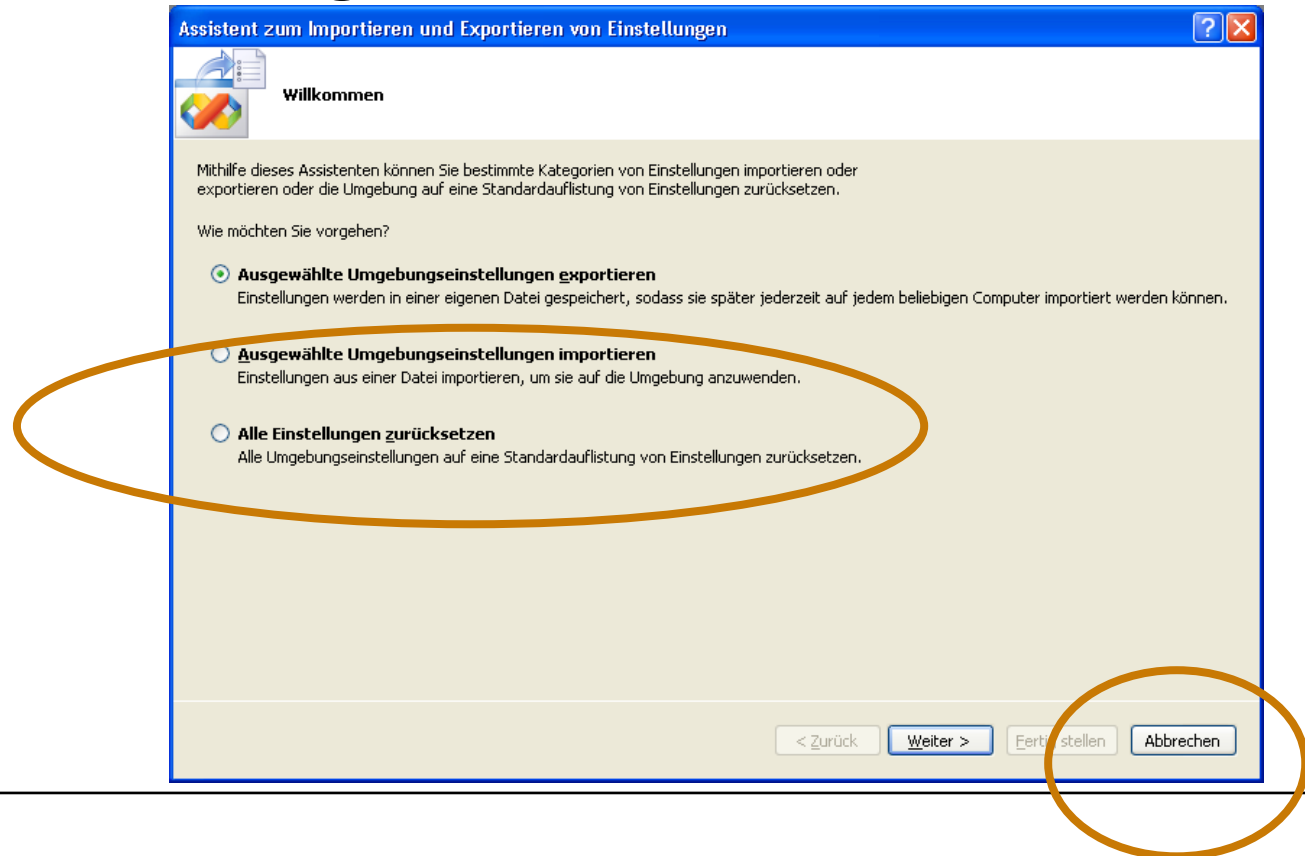 Assistent zum Importieren und Exportieren von Einstellungen
Willkommen
Mithilfe dieses Assistenten können Sie bestimmte Kategorien von Einstellungen importieren oder
exportieren oder die Umgebung auf eine Standardauflistung von Einstellungen zurücksetzen.
Wie möchten Sie vorgehen?
Ausgewählte Umgebungseinstellungen exportieren
Einstellungen werden in einer eigenen Datei gespeichert, sodass sie später jederzeit auf jedem beliebigen Computer importiert werden können.
Ausgewählte Umgebungseinstellungen importieren
Einstellungen aus einer Datei importieren, um sie auf die Umgebung anzuwenden.
Alle Einstellungen zurücksetzen
Alle Umgebungseinstellungen auf eine Standardauflistung von Einstellungen zurücksetzen.
< Zurück Weiter > Fertig stellen Abbrechen